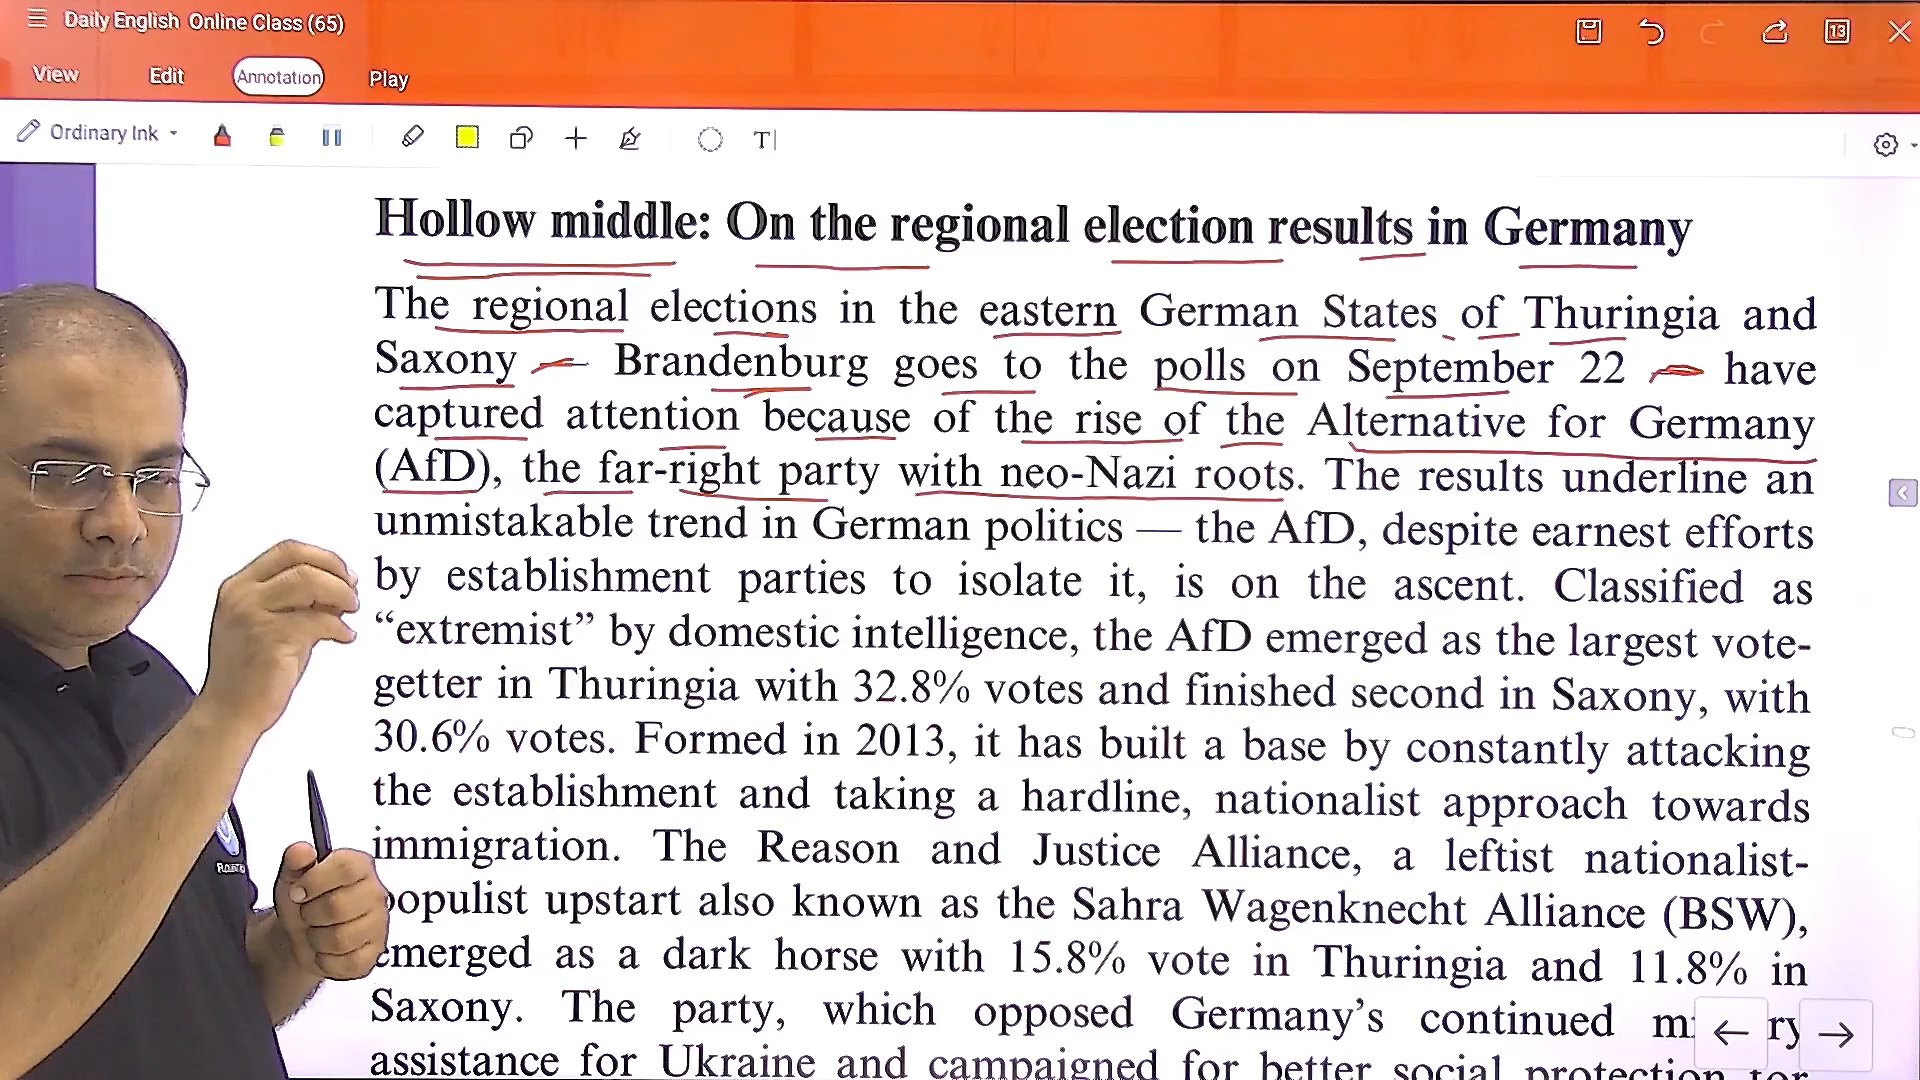 Daily English Online Class (65)
13
View Edit Annotation Play
Ordinary Ink
T|
Hollow middle: On the regional election results in Germany
The regional elections in the eastern German States of Thuringia and
Saxony — Brandenburg goes to the polls on September 22 — have
captured attention because of the rise of the Alternative for Germany
(AfD), the far-right party with neo-Nazi roots. The results underline an
unmistakable trend in German politics — the AfD, despite earnest efforts
by establishment parties to isolate it, is on the ascent. Classified as
“extremist” by domestic intelligence, the AfD emerged as the largest vote-
getter in Thuringia with 32.8% votes and finished second in Saxony, with
30.6% votes. Formed in 2013, it has built a base by constantly attacking
the establishment and taking a hardline, nationalist approach towards
immigration. The Reason and Justice Alliance, a leftist nationalist-
populist upstart also known as the Sahra Wagenknecht Alliance (BSW),
emerged as a dark horse with 15.8% vote in Thuringia and 11.8% in
Saxony. The party, which opposed Germany’s continued
assistance for Ukraine and campaigned for better social protection for